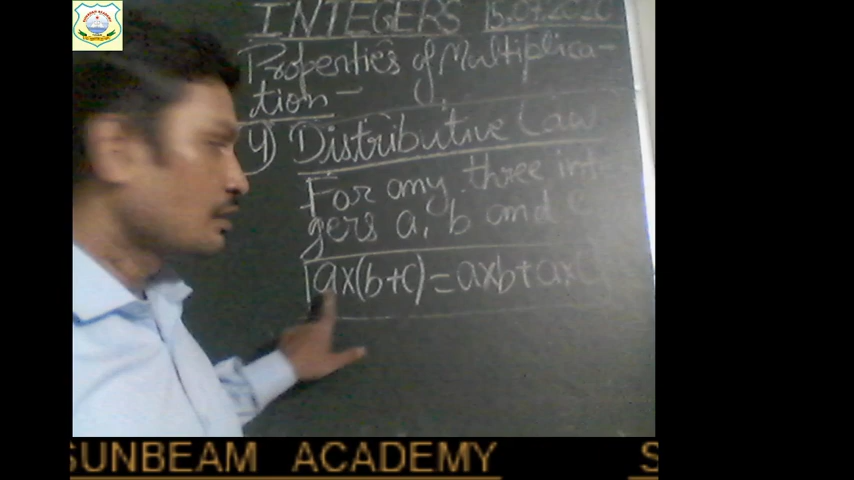 INTEGERS
Properties of Multiplica-
tion-
4) Distributive Law
For any three inte-
gers a, b and c
a×(b+c)=a×b+a×c
SUNBEAM ACADEMY S